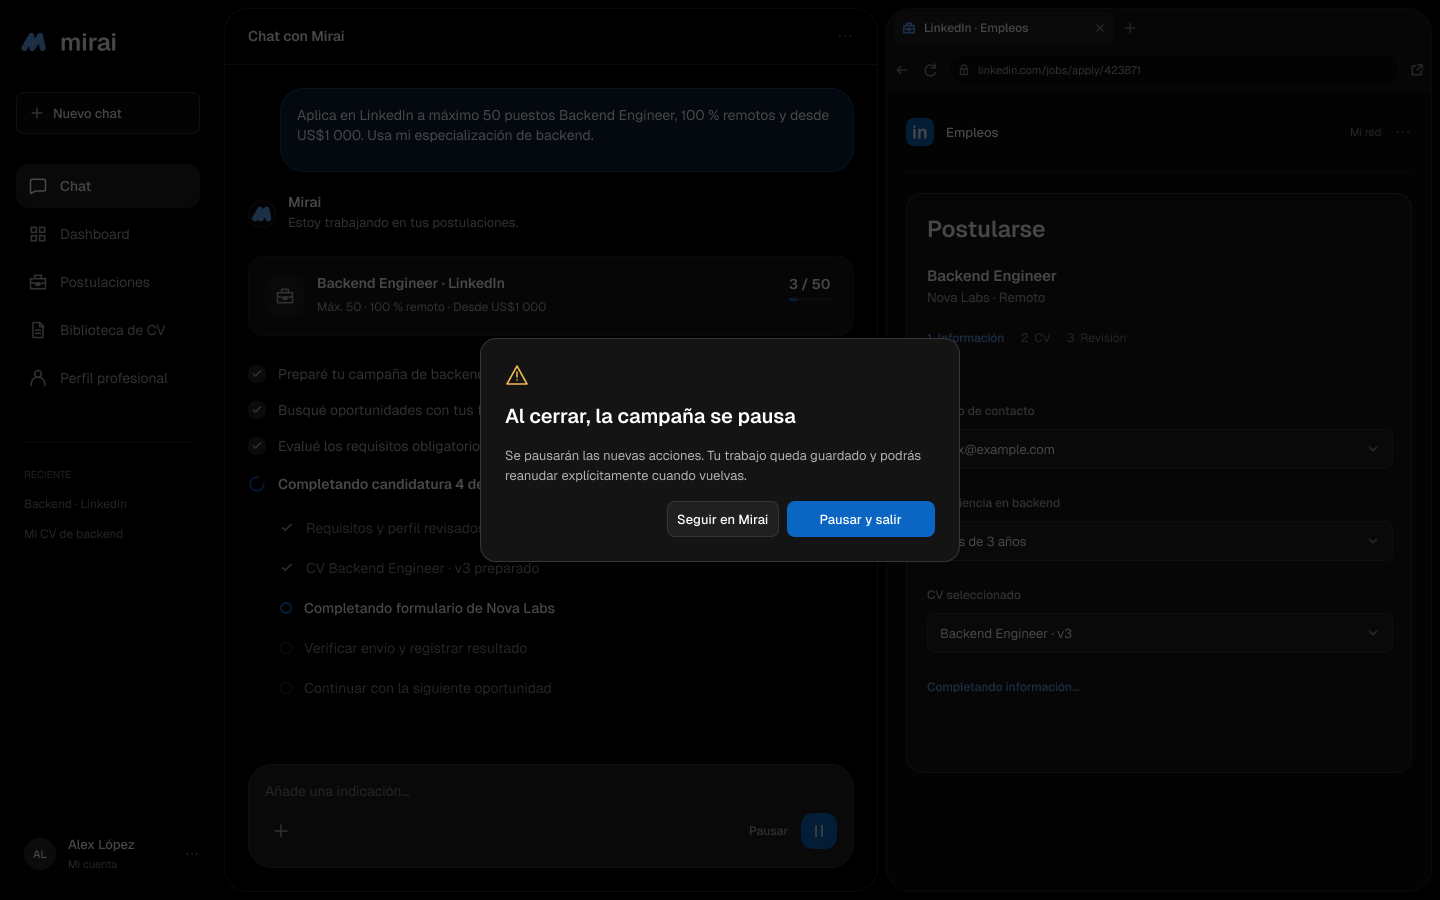 mirai
Nuevo chat
Chat
Dashboard
Postulaciones
Biblioteca de CV
Perfil profesional
RECIENTE
Backend · LinkedIn
Mi CV de backend
AL
Alex López
Mi cuenta
Chat con Mirai
Aplica en LinkedIn a máximo 50 puestos Backend Engineer, 100 % remotos y desde
US$1 000. Usa mi especialización de backend.
Mirai
Estoy trabajando en tus postulaciones.
Backend Engineer · LinkedIn
3 / 50
Máx. 50 · 100 % remoto · Desde US$1 000
Preparé tu campaña de backend
Busqué oportunidades con tus
Evalué los requisitos obligatorio
Completando candidatura 4 de
Requisitos y perfil revisados
CV Backend Engineer · v3 preparado
Completando formulario de Nova Labs
Verificar envío y registrar resultado
Continuar con la siguiente oportunidad
Añade una indicación…
Pausar
Al cerrar, la campaña se pausa
Se pausarán las nuevas acciones. Tu trabajo queda guardado y podrás
reanudar explícitamente cuando vuelvas.
Seguir en Mirai
Pausar y salir
LinkedIn · Empleos
linkedin.com/jobs/apply/423871
in
Empleos
Mi red
Postularse
Backend Engineer
Nova Labs · Remoto
1 Información
2 CV
3 Revisión
de contacto
x@example.com
iencia en backend
s de 3 años
CV seleccionado
Backend Engineer · v3
Completando información…